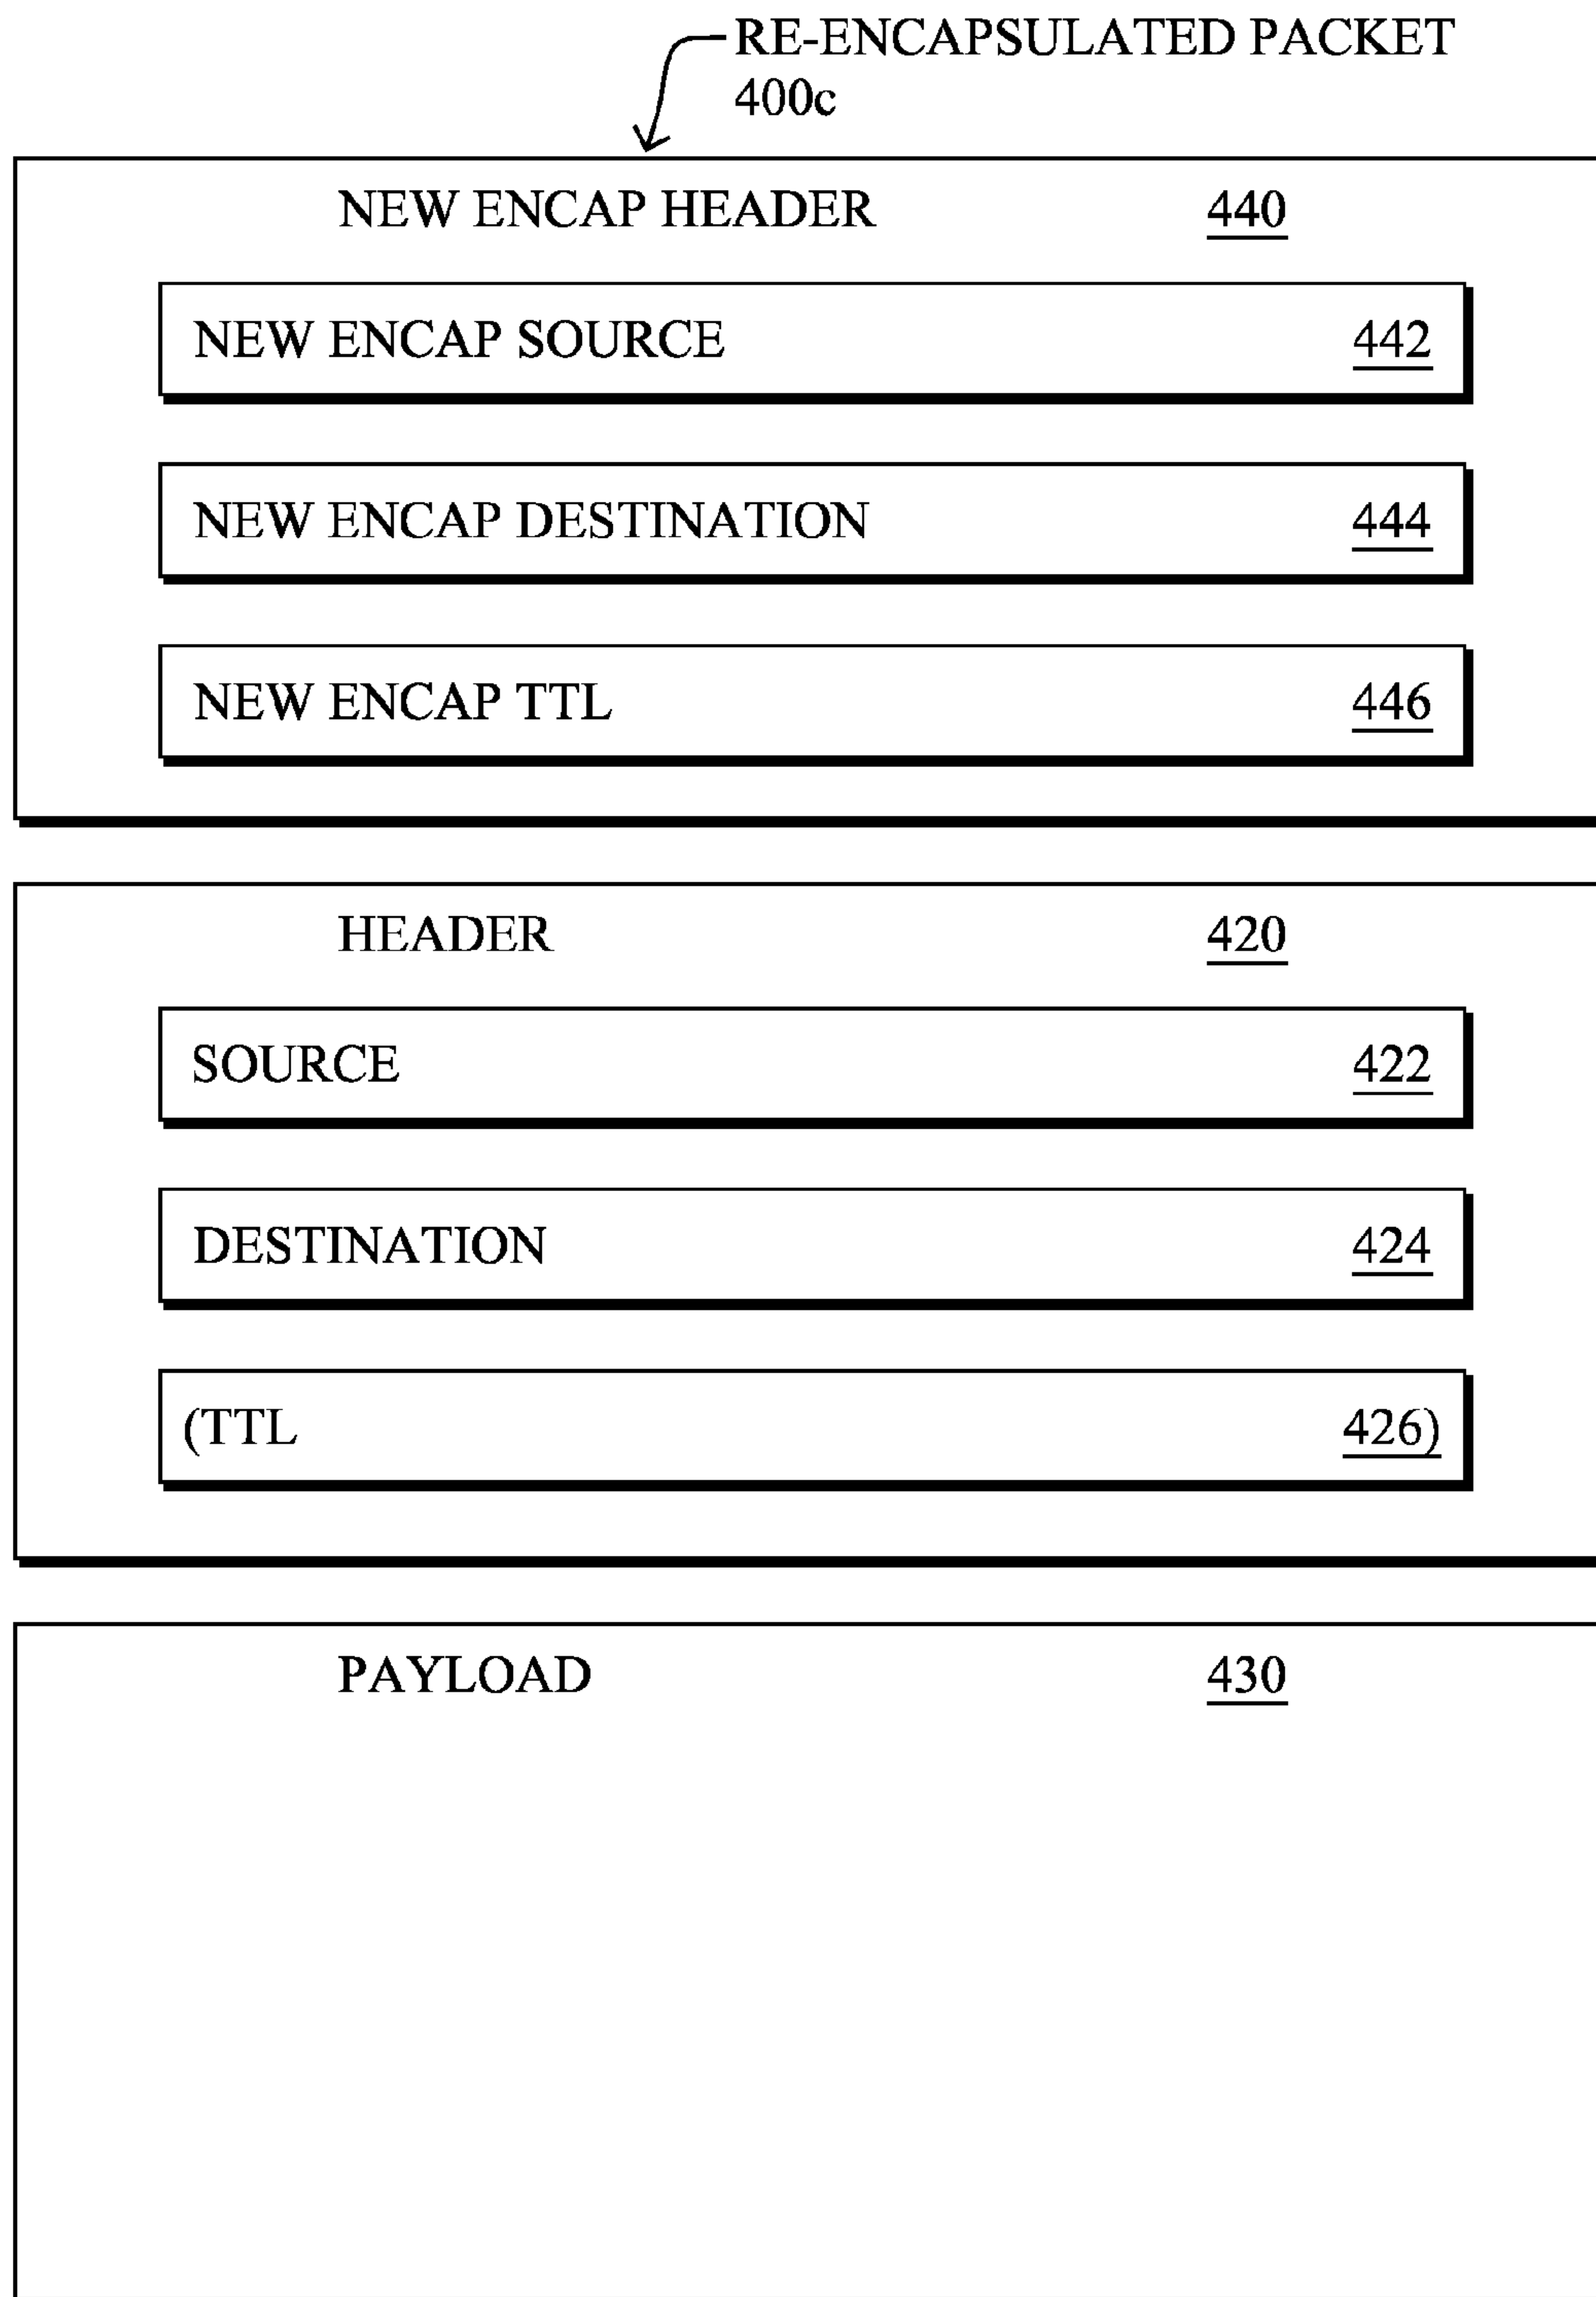 RE-ENCAPSULATED PACKET
400c
NEW ENCAP HEADER 440
NEW ENCAP SOURCE 442
NEW ENCAP DESTINATION 444
NEW ENCAP TTL 446
HEADER 420
SOURCE 422
DESTINATION 424
(TTL 426)
PAYLOAD 430